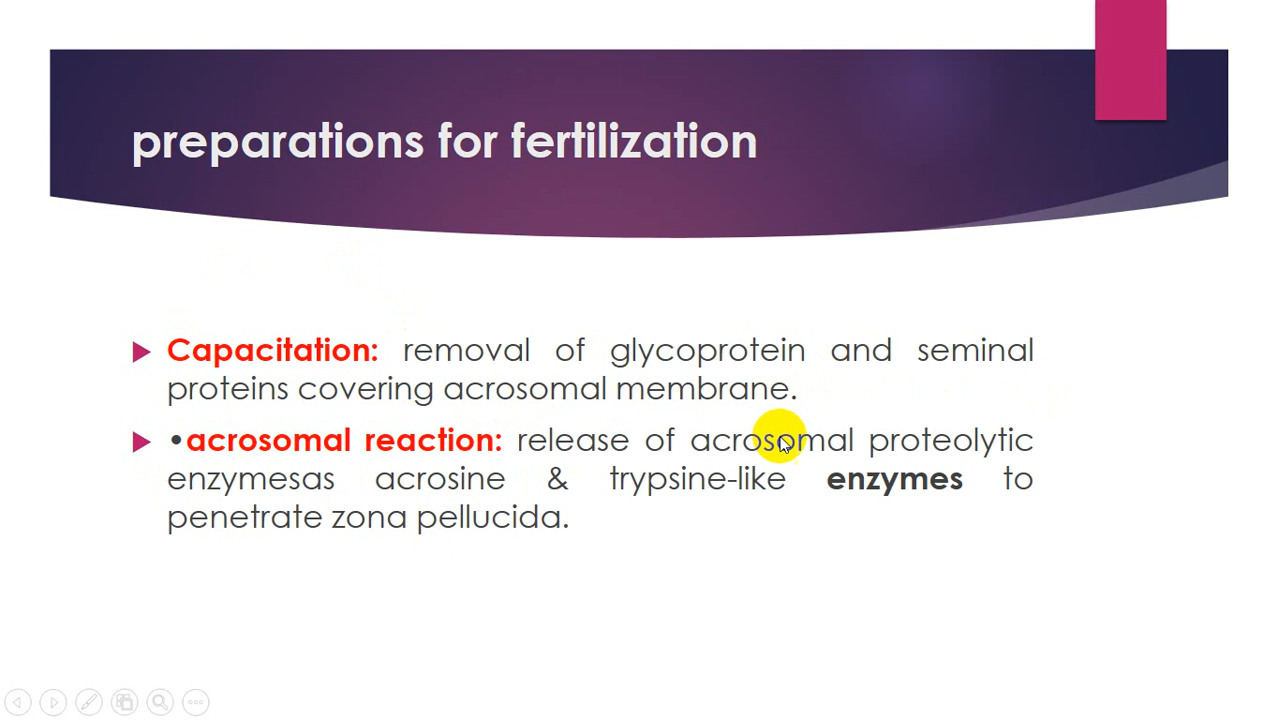 preparations for fertilization
Capacitation: removal of glycoprotein and seminal
proteins covering acrosomal membrane.
•acrosomal reaction: release of acrosomal proteolytic
enzymesas acrosine & trypsine-like enzymes to
penetrate zona pellucida.